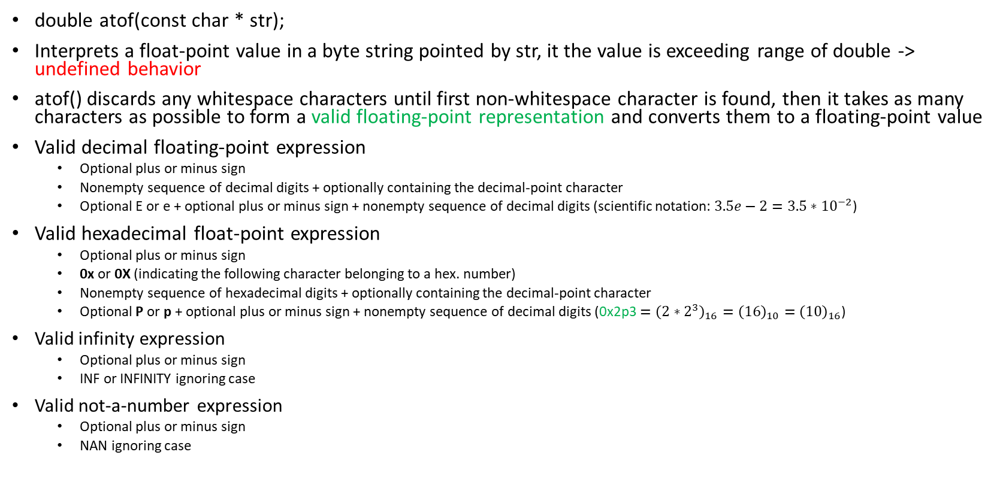 • double atof(const char * str);
• Interprets a float-point value in a byte string pointed by str, it the value is exceeding range of double ->
undefined behavior
• atof() discards any whitespace characters until first non-whitespace character is found, then it takes as many
characters as possible to form a valid floating-point representation and converts them to a floating-point value
• Valid decimal floating-point expression
• Optional plus or minus sign
• Nonempty sequence of decimal digits + optionally containing the decimal-point character
• Optional E or e + optional plus or minus sign + nonempty sequence of decimal digits (scientific notation: 3.5e − 2 = 3.5 ∗ 10⁻²)
• Valid hexadecimal float-point expression
• Optional plus or minus sign
• 0x or 0X (indicating the following character belonging to a hex. number)
• Nonempty sequence of hexadecimal digits + optionally containing the decimal-point character
• Optional P or p + optional plus or minus sign + nonempty sequence of decimal digits (0x2p3 = (2 ∗ 2³)₁₆ = (16)₁₀ = (10)₁₆)
• Valid infinity expression
• Optional plus or minus sign
• INF or INFINITY ignoring case
• Valid not-a-number expression
• Optional plus or minus sign
• NAN ignoring case